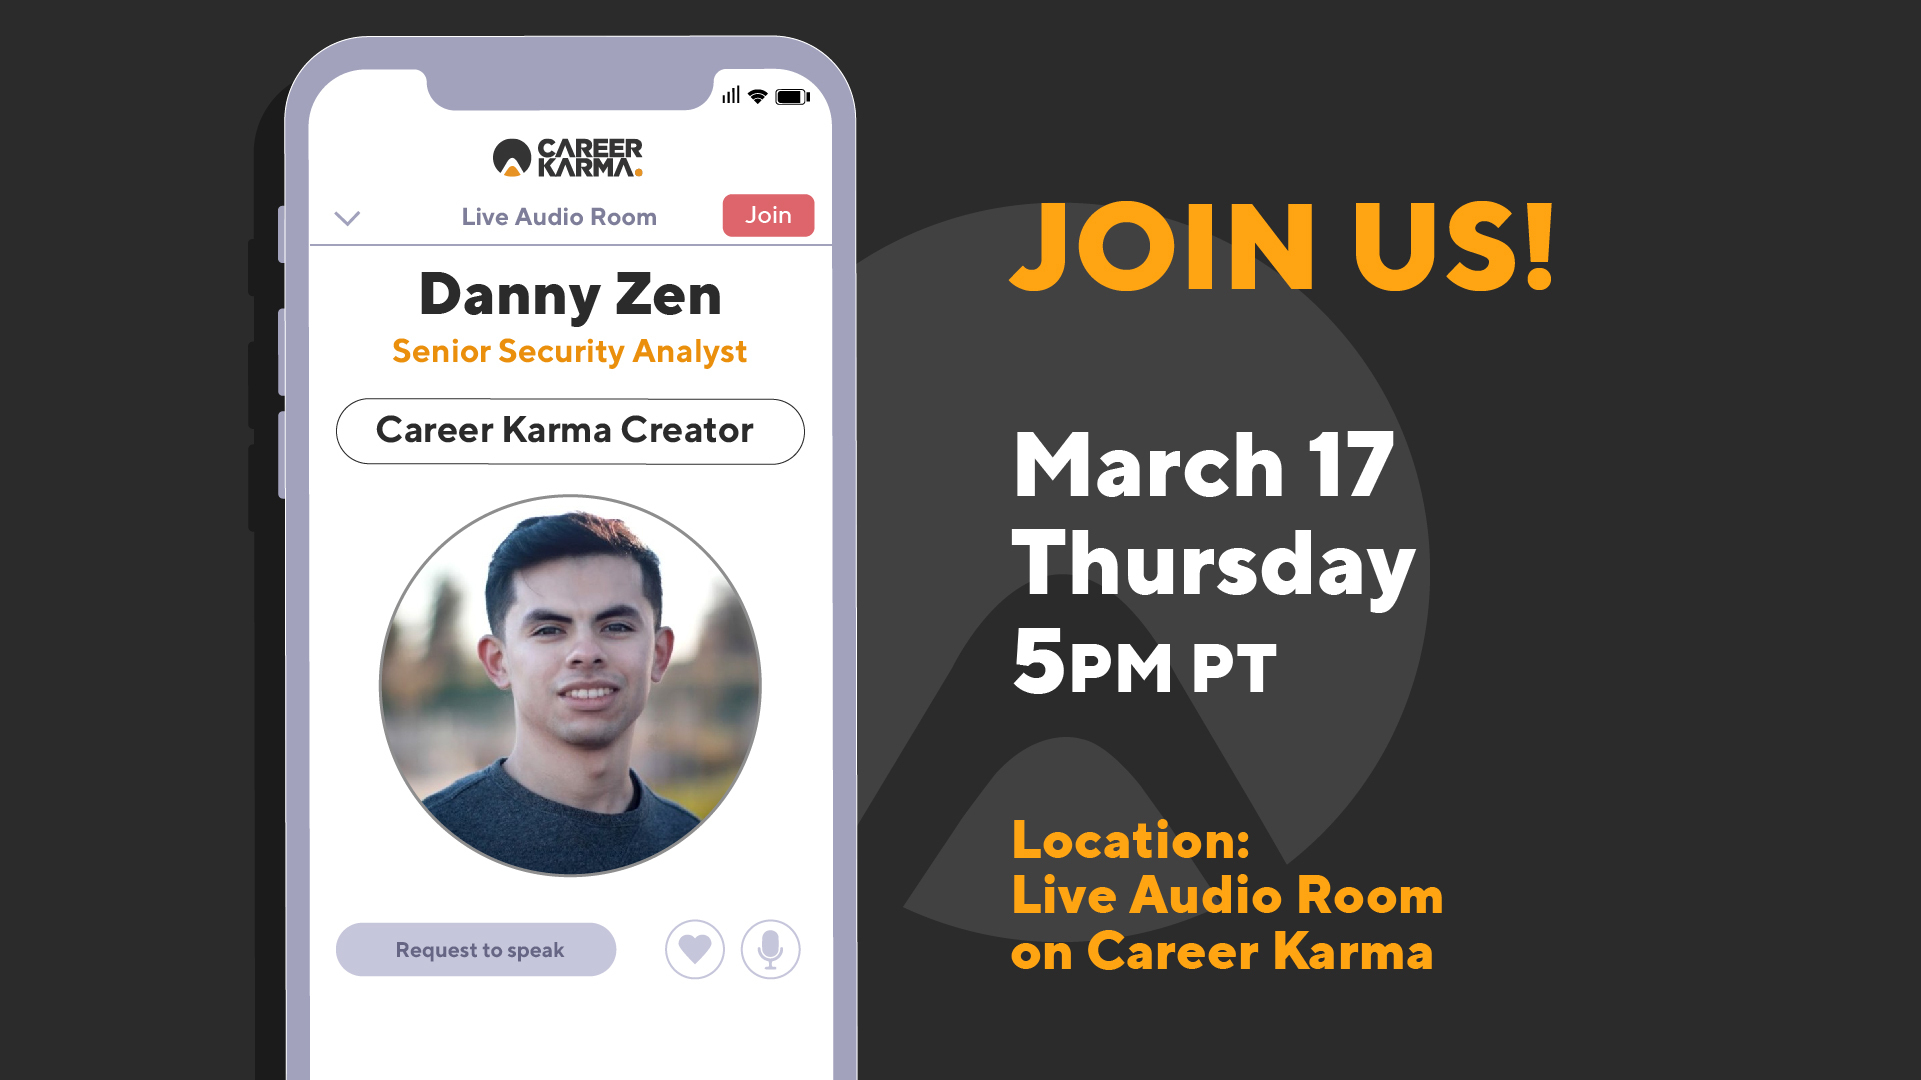 CAREER
KARMA.
Live Audio Room
Join
Danny Zen
Senior Security Analyst
Career Karma Creator
Request to speak
JOIN US!
March 17
Thursday
5PM PT
Location:
Live Audio Room
on Career Karma